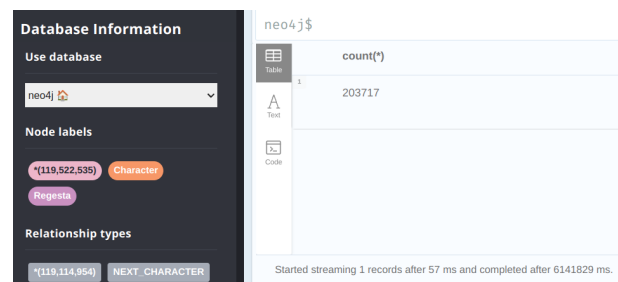 Database Information
Use database
neo4j 🏠
Node labels
*(119,522,535) Character
Regesta
Relationship types
*(119,114,954) NEXT_CHARACTER
neo4j$
Table
Text
Code
count(*)
1
203717
Started streaming 1 records after 57 ms and completed after 6141829 ms.